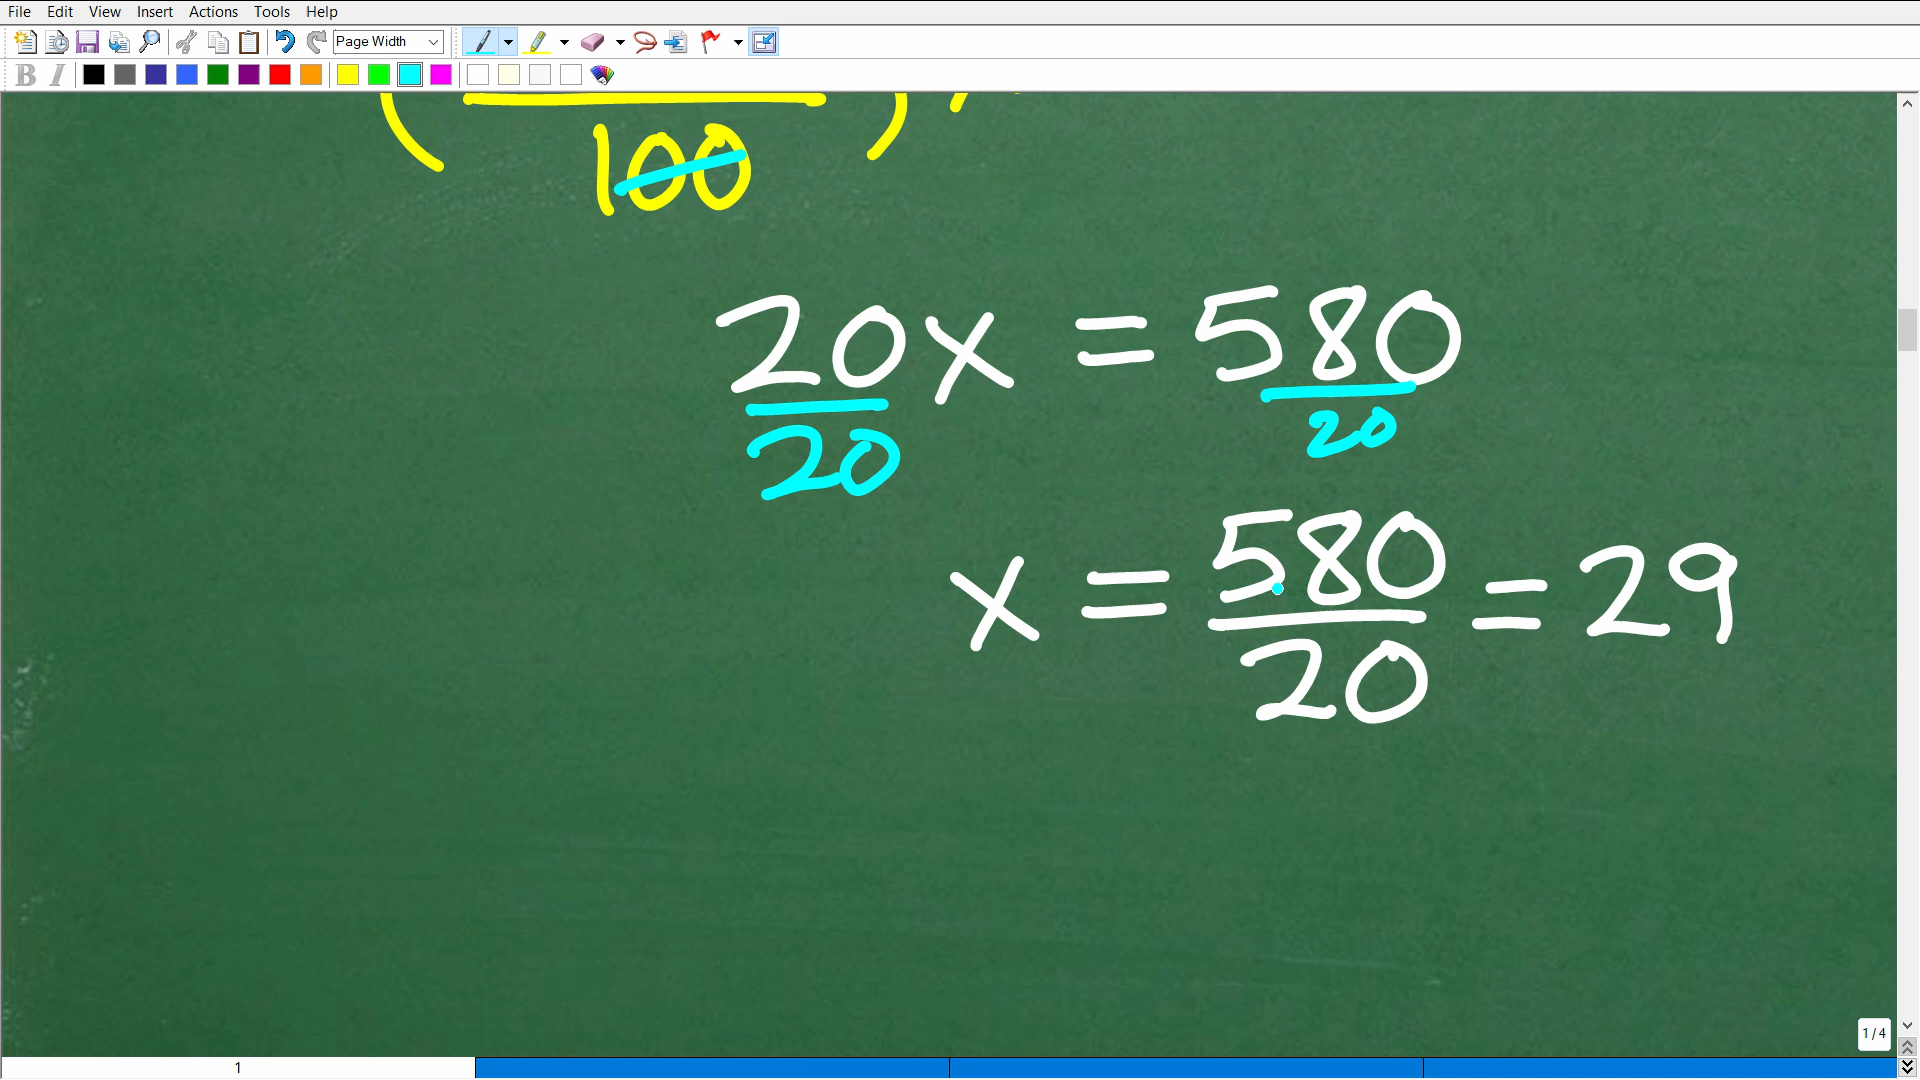 File Edit View Insert Actions Tools Help
Page Width
B I
100
20x = 580
20 20
x = 580/20 = 29
1 / 4
1